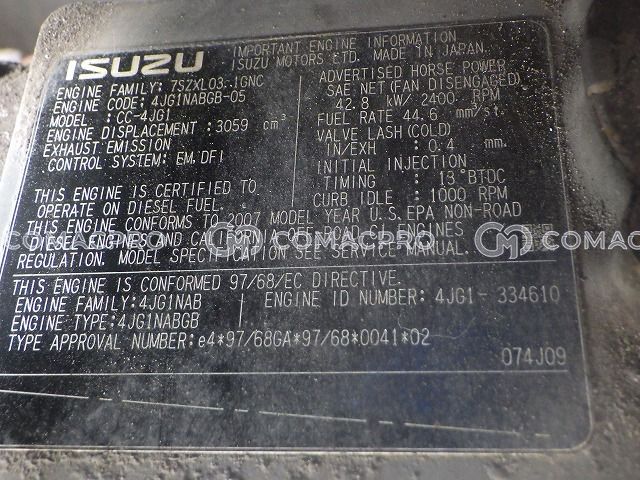 ISUZU
IMPORTANT ENGINE INFORMATION
ISUZU MOTORS LTD. MADE IN JAPAN.
ENGINE FAMILY: 7SZXL03.1GNC
ENGINE CODE: 4JG1NABGB-05
MODEL: CC-4JG1
ENGINE DISPLACEMENT: 3059 cm³
EXHAUST EMISSION
CONTROL SYSTEM: EM,DFI
ADVERTISED HORSE POWER
SAE: NET (FAN DISENGAGED)
42.8 kW/ 2400 RPM
FUEL RATE 44.6 mm/st.
VALVE LASH (COLD)
IN/EXH : 0.4 mm.
INITIAL INJECTION
TIMING : 13°BTDC
CURB IDLE: 1000 RPM
THIS ENGINE IS CERTIFIED TO
OPERATE ON DIESEL FUEL.
THIS ENGINE CONFORMS TO 2007 MODEL YEAR U.S.EPA NON-ROAD
DIESEL ENGINES AND CALIFORNIA OFF-ROAD C.I. ENGINES
REGULATION. MODEL SPECIFICATION SEE SERVICE MANUAL.
THIS ENGINE IS CONFORMED 97/68/EC DIRECTIVE.
ENGINE FAMILY:4JG1NAB
ENGINE ID NUMBER: 4JG1- 334610
ENGINE TYPE:4JG1NABGB
TYPE APPROVAL NUMBER:e4*97/68GA*97/68*0041*02
074J09
COMACPRO
COMACPRO
COMACPRO